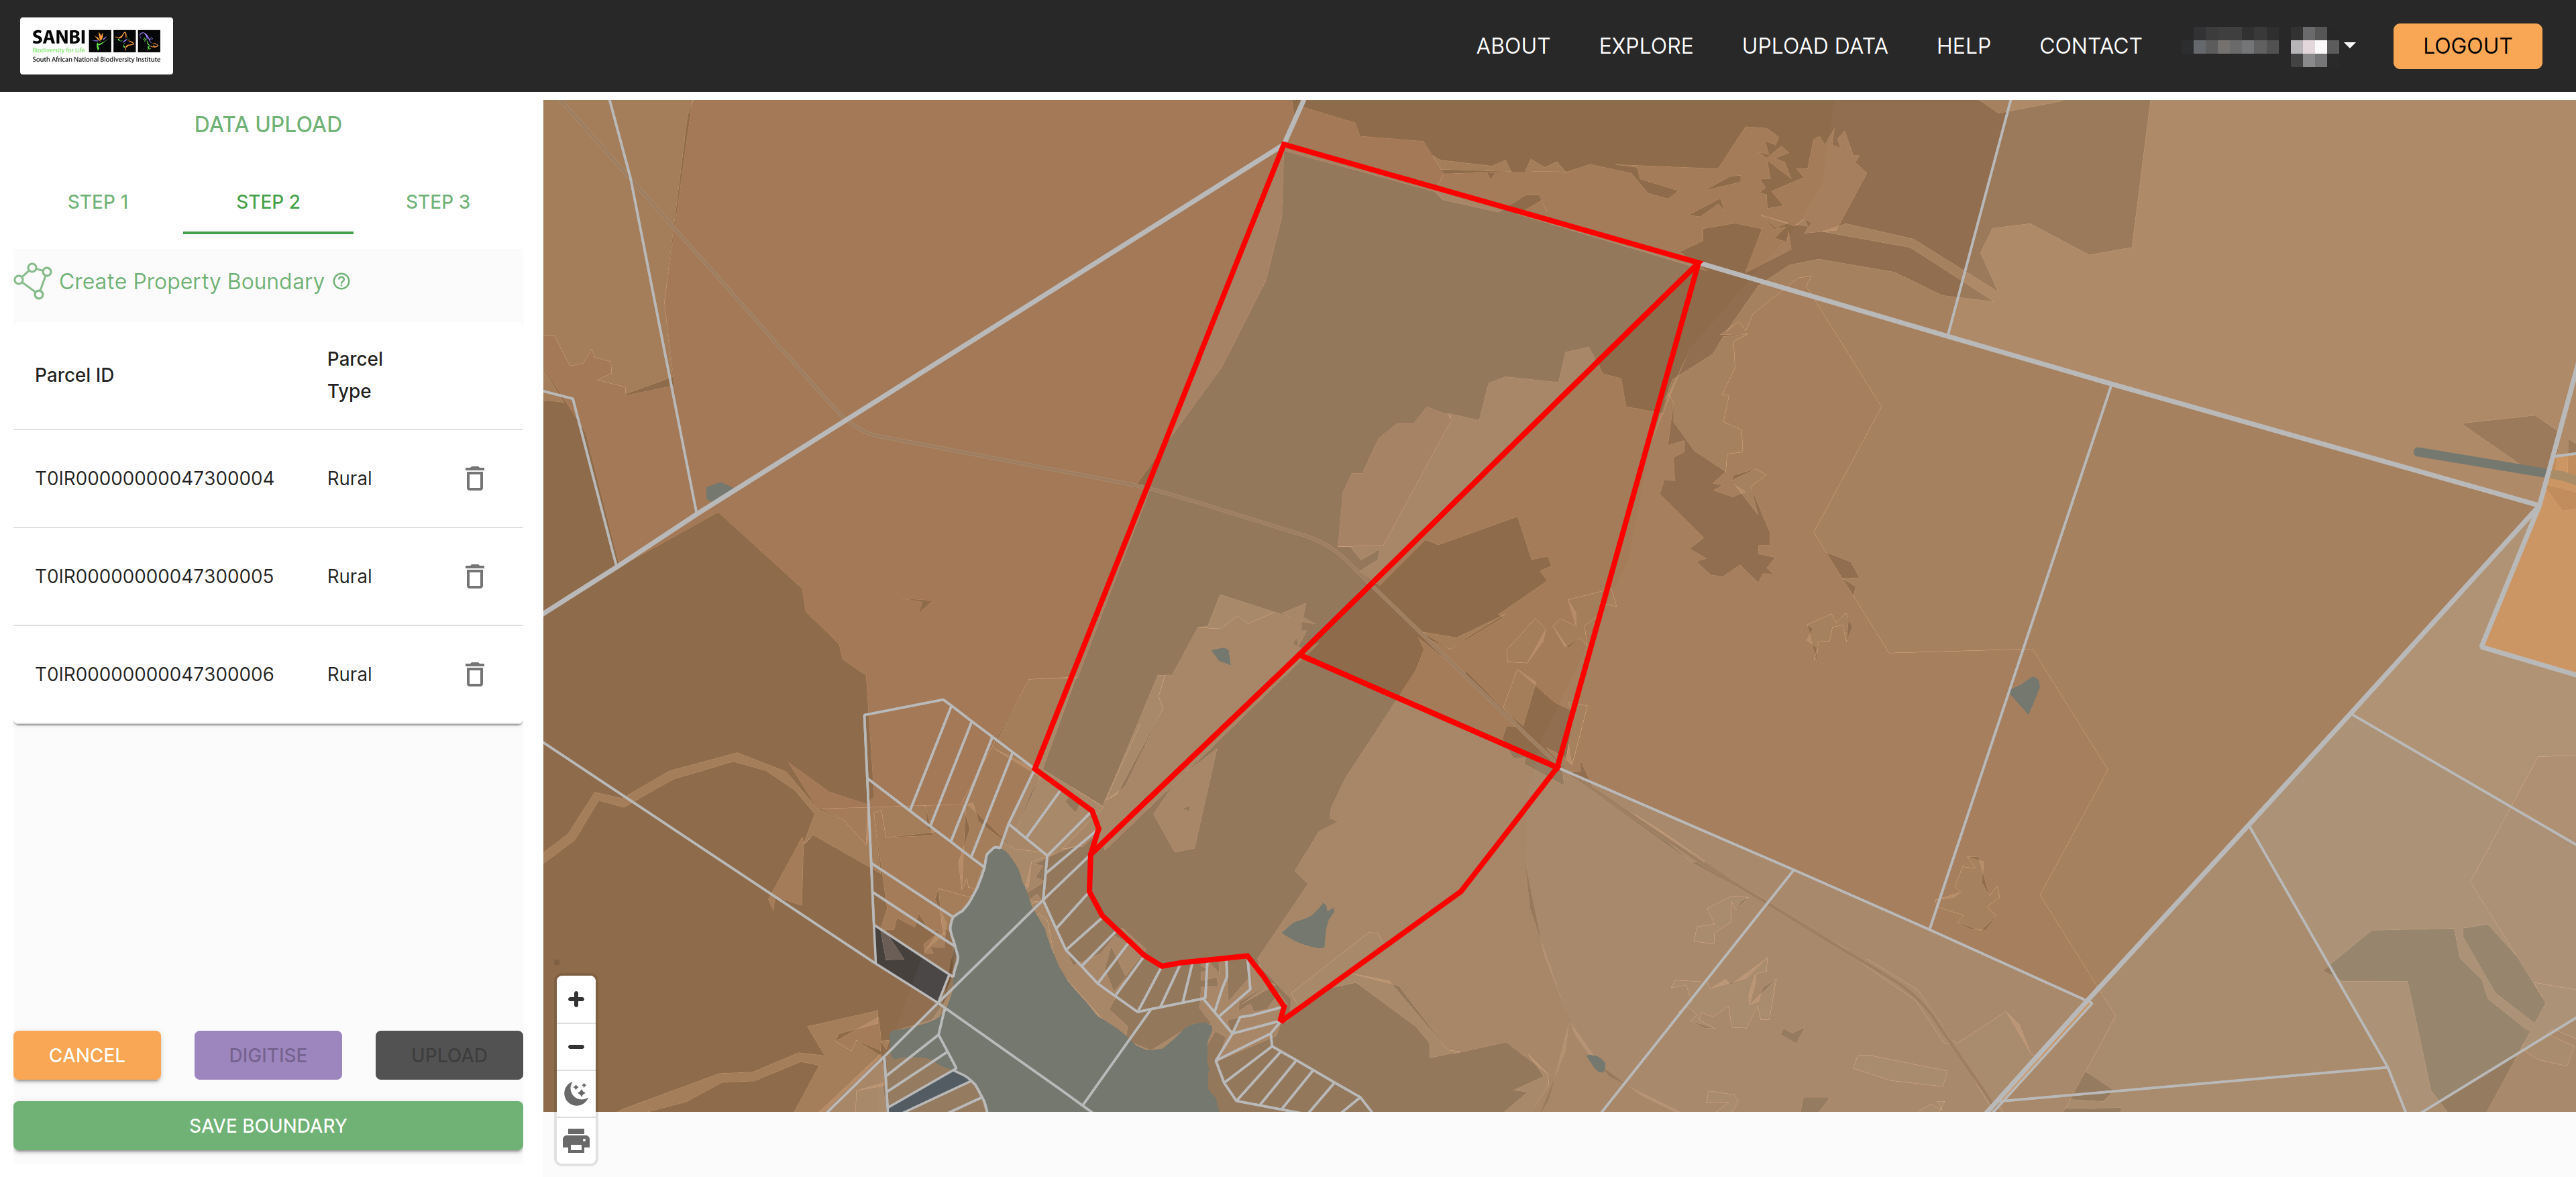 SANBI
Biodiversity for Life
South African National Biodiversity Institute
ABOUT EXPLORE UPLOAD DATA HELP CONTACT LOGOUT
DATA UPLOAD
STEP 1 STEP 2 STEP 3
Create Property Boundary
Parcel ID Parcel Type
T0IR00000000047300004 Rural
T0IR00000000047300005 Rural
T0IR00000000047300006 Rural
CANCEL DIGITISE UPLOAD
SAVE BOUNDARY